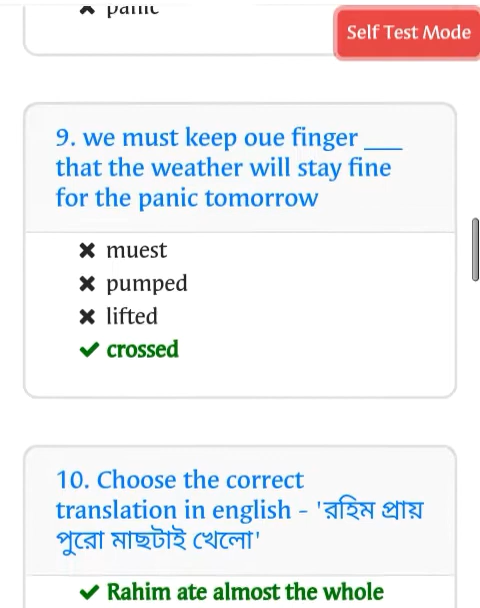 panic
Self Test Mode
9. we must keep oue finger ___
that the weather will stay fine
for the panic tomorrow
✖ muest
✖ pumped
✖ lifted
✔ crossed
10. Choose the correct
translation in english - 'রহিম প্রায়
পুরো মাছটাই খেলো'
✔ Rahim ate almost the whole